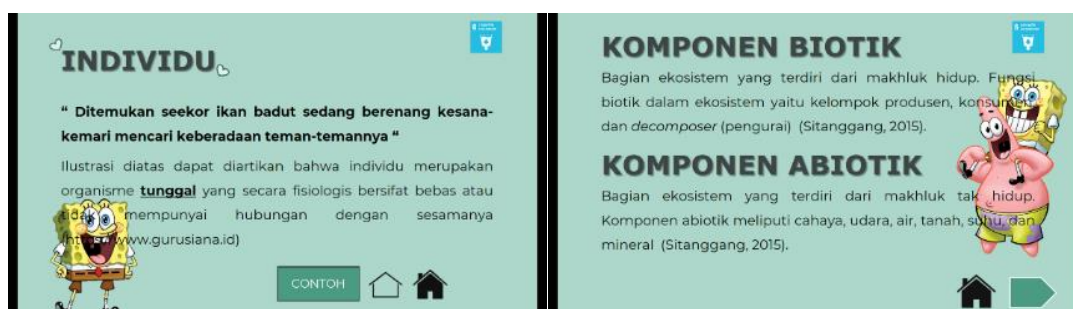 INDIVIDU
“ Ditemukan seekor ikan badut sedang berenang kesana-
kemari mencari keberadaan teman-temannya “
Ilustrasi diatas dapat diartikan bahwa individu merupakan
organisme tunggal yang secara fisiologis bersifat bebas atau
tidak mempunyai hubungan dengan sesamanya
www.gurusiana.id)
CONTOH
KOMPONEN BIOTIK
Bagian ekosistem yang terdiri dari makhluk hidup. Fungsi
biotik dalam ekosistem yaitu kelompok produsen, konsumen,
dan decomposer (pengurai) (Sitanggang, 2015).
KOMPONEN ABIOTIK
Bagian ekosistem yang terdiri dari makhluk tak hidup.
Komponen abiotik meliputi cahaya, udara, air, tanah, suhu, dan
mineral (Sitanggang, 2015).